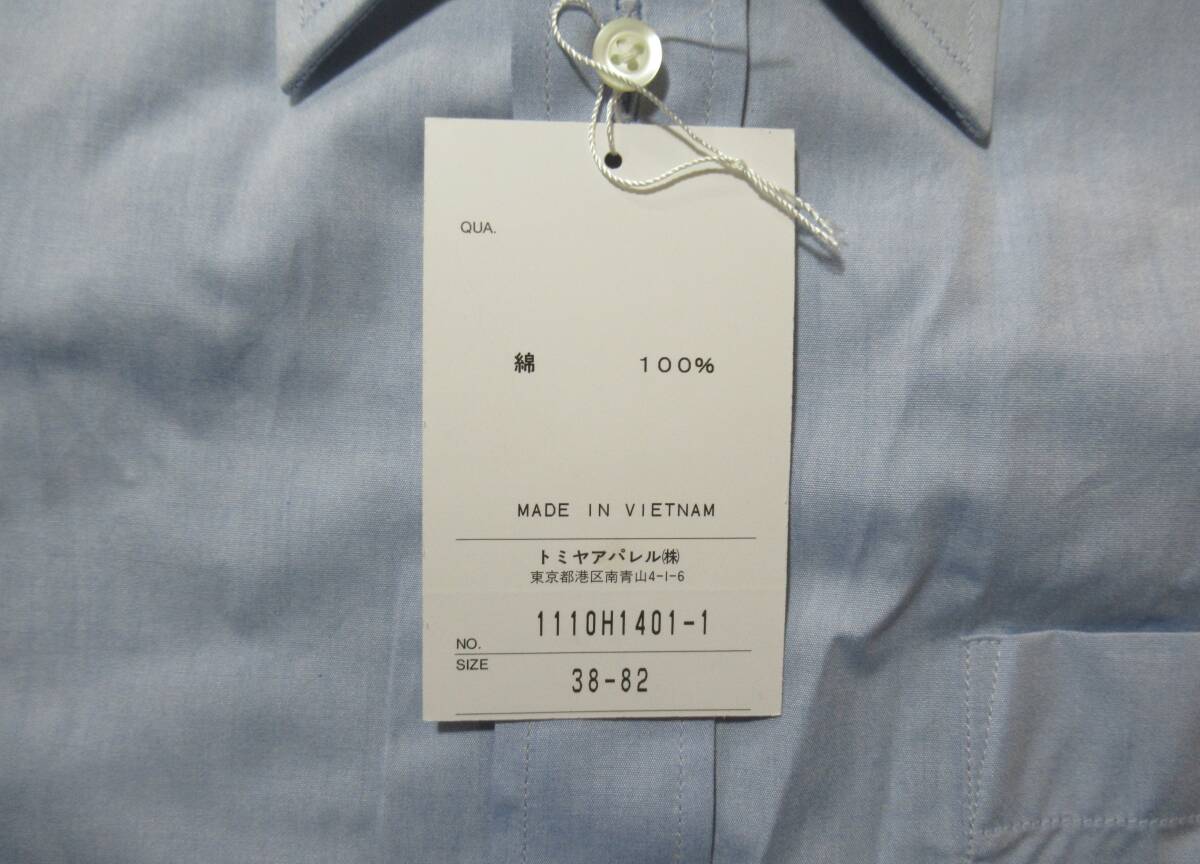 QUA.
綿 100%
MADE IN VIETNAM
トミヤアパレル㈱
東京都港区南青山4-1-6
NO. 1110H1401-1
SIZE 38-82